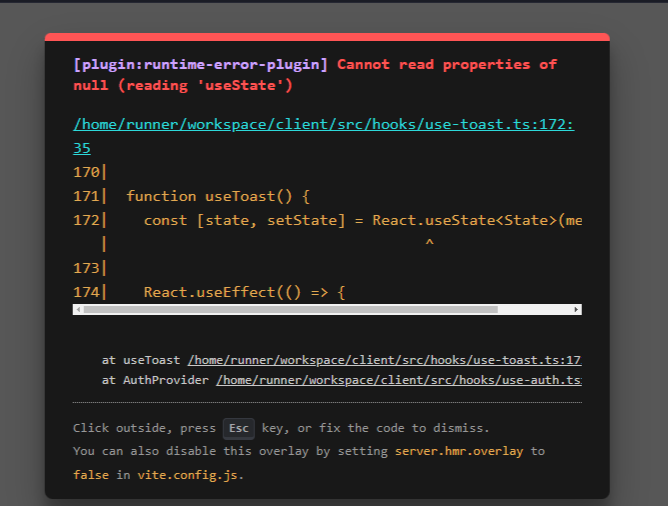 [plugin:runtime-error-plugin] Cannot read properties of
null (reading 'useState')
/home/runner/workspace/client/src/hooks/use-toast.ts:172:
35
170|
171|  function useToast() {
172|    const [state, setState] = React.useState<State>(me
   |                                    ^
173|
174|    React.useEffect(() => {
at useToast /home/runner/workspace/client/src/hooks/use-toast.ts:17
at AuthProvider /home/runner/workspace/client/src/hooks/use-auth.ts
Click outside, press Esc key, or fix the code to dismiss.
You can also disable this overlay by setting server.hmr.overlay to
false in vite.config.js.